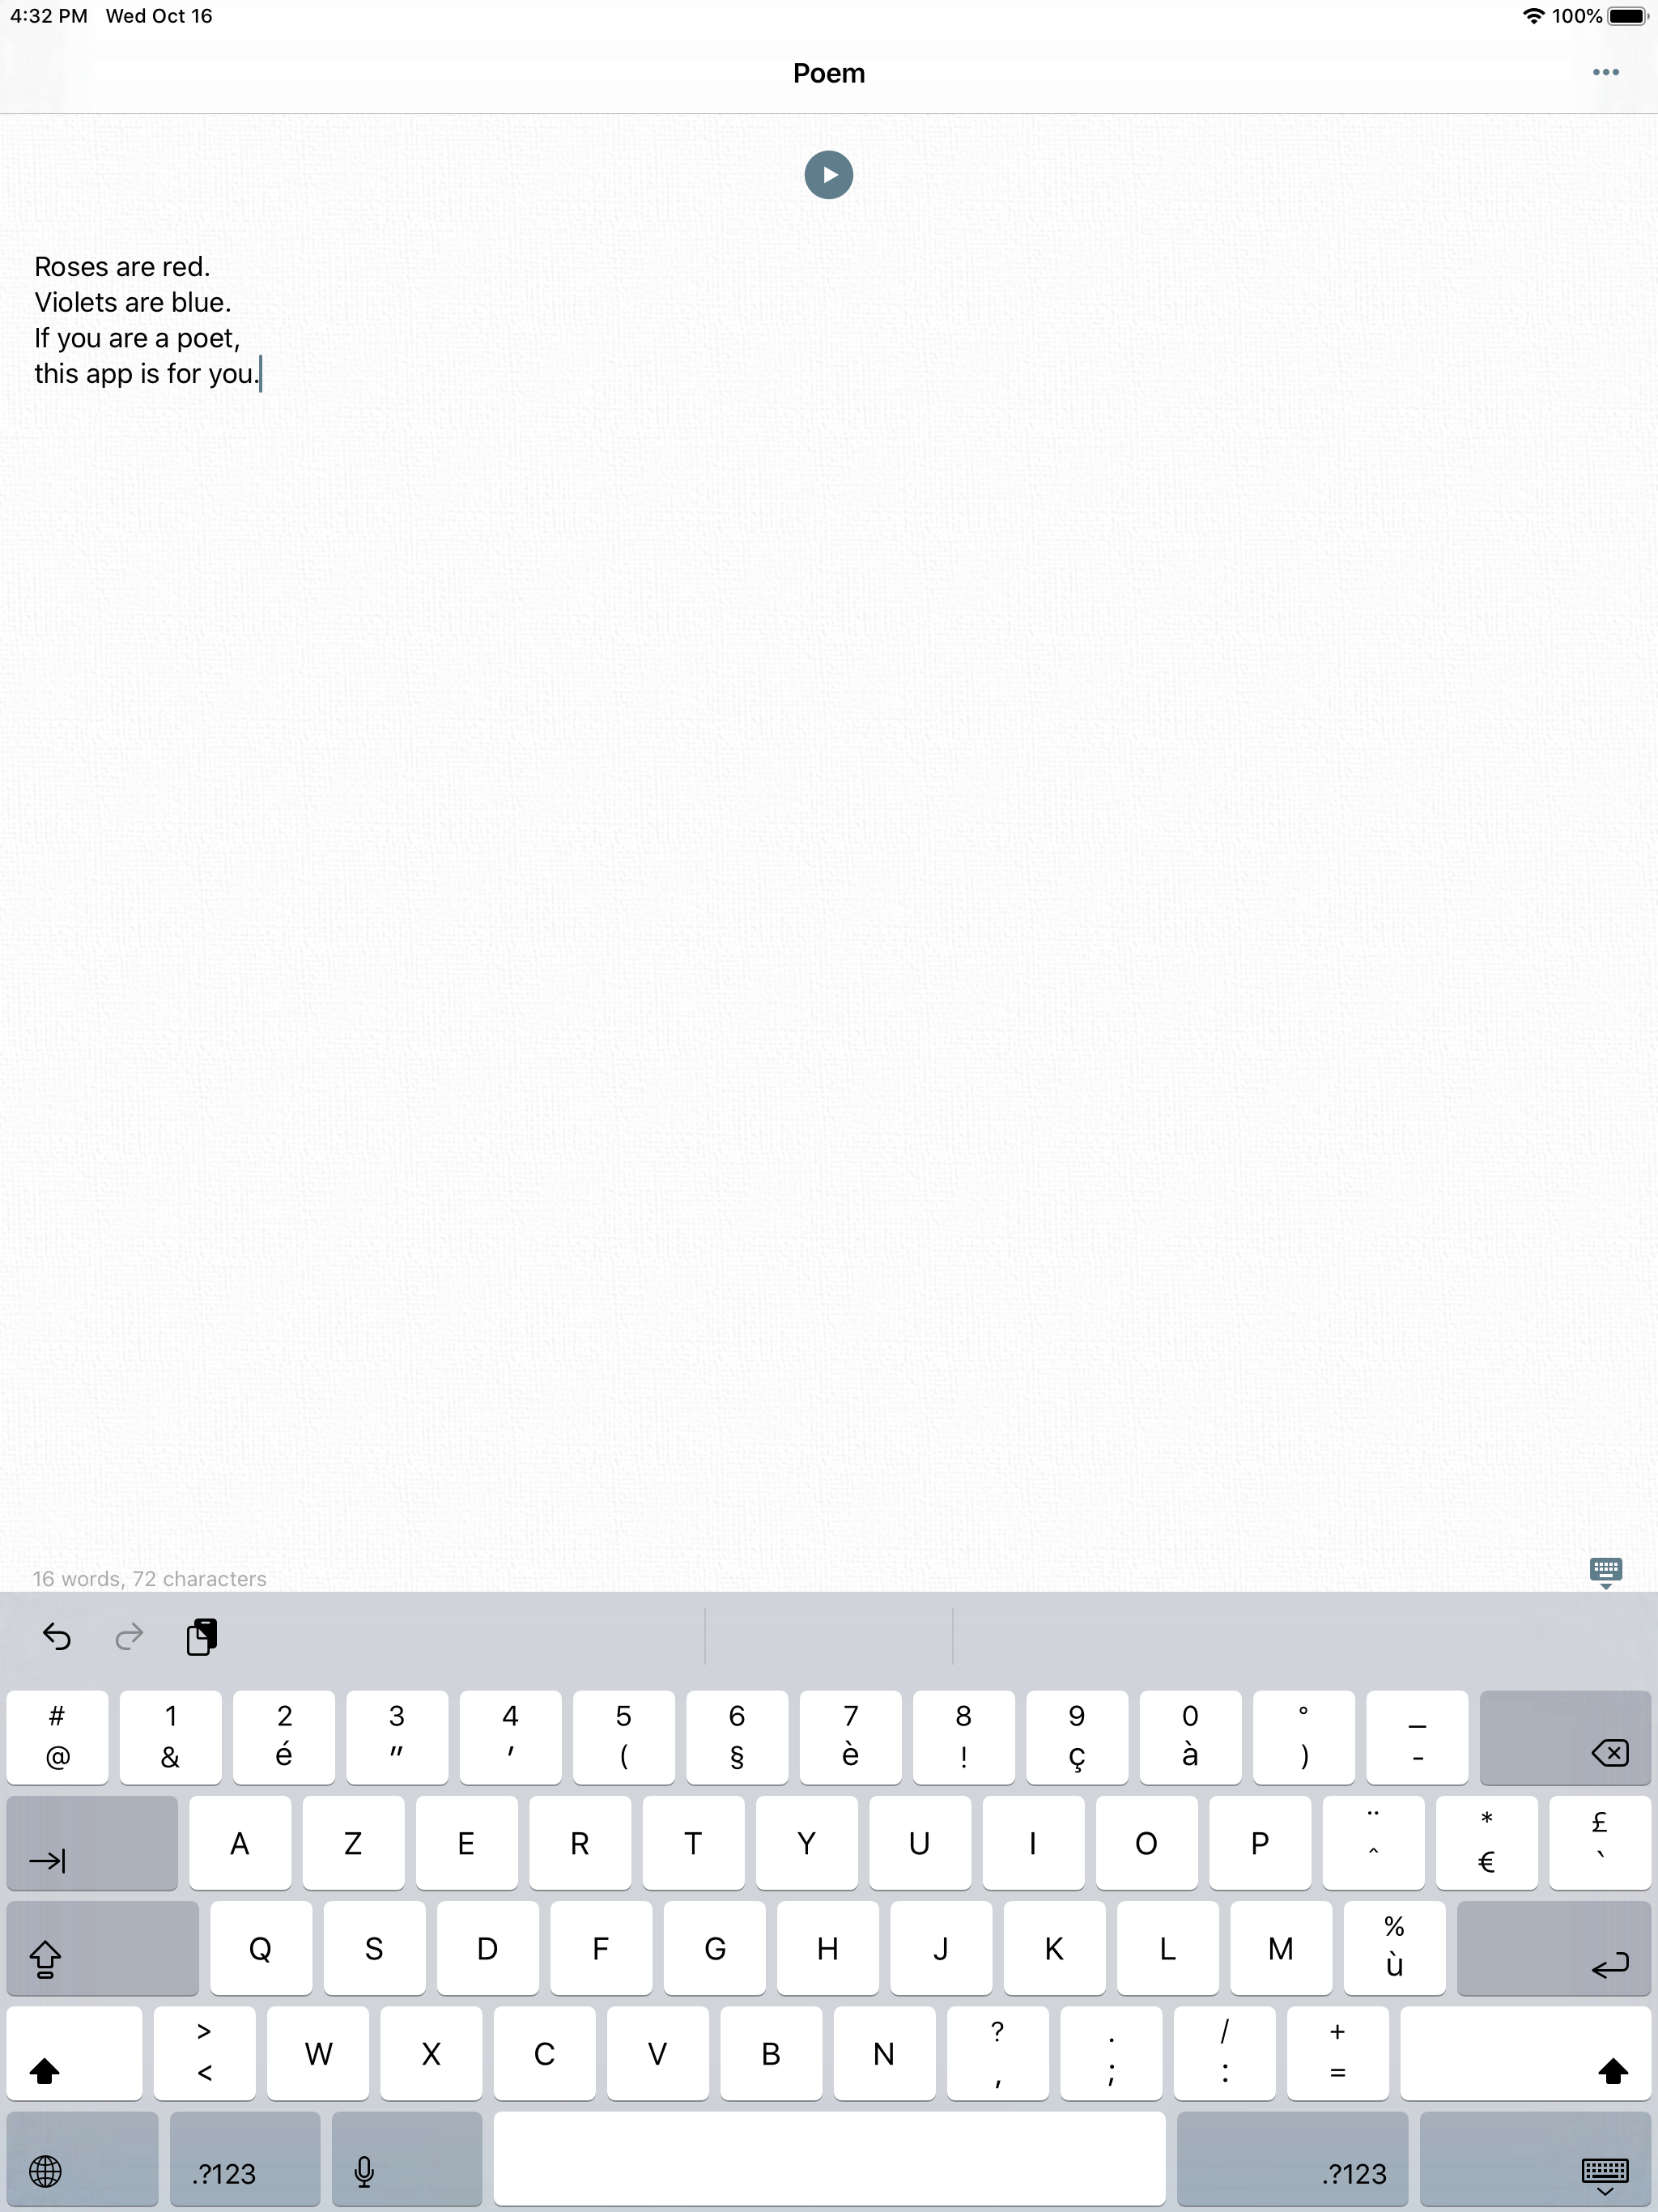 4:32 PM Wed Oct 16 100%
Poem
Roses are red.
Violets are blue.
If you are a poet,
this app is for you.
16 words, 72 characters
# 1 2 3 4 5 6 7 8 9 0 ° _
@ & é " ' ( § è ! ç à ) -
A Z E R T Y U I O P ¨ ^ * € £ `
Q S D F G H J K L M % ù
> < W X C V B N ? , . ; / : + =
.?123 .?123